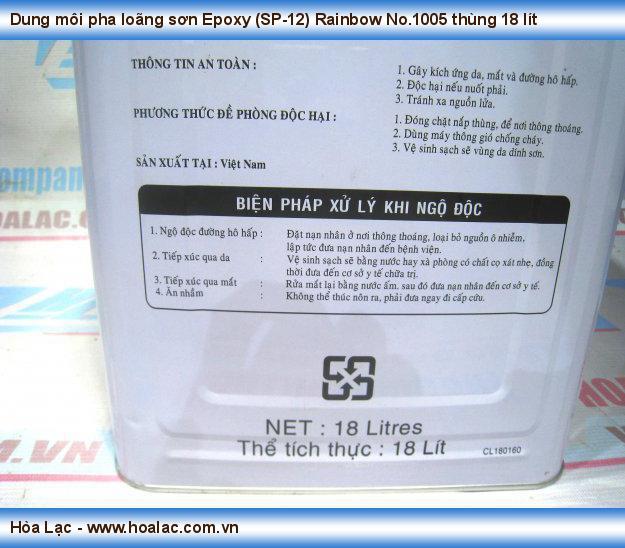 Dung môi pha loãng sơn Epoxy (SP-12) Rainbow No.1005 thùng 18 lít
THÔNG TIN AN TOÀN :
1. Gây kích ứng da, mắt và đường hô hấp.
2. Độc hại nếu nuốt phải.
3. Tránh xa nguồn lửa.
PHƯƠNG THỨC ĐỀ PHÒNG ĐỘC HẠI :
1. Đóng chặt nắp thùng, để nơi thông thoáng.
2. Dùng máy thông gió chống cháy.
3. Vệ sinh sạch sẽ vùng da dính sơn.
SẢN XUẤT TẠI : Việt Nam
BIỆN PHÁP XỬ LÝ KHI NGỘ ĐỘC
1. Ngộ độc đường hô hấp : Đặt nạn nhân ở nơi thông thoáng, loại bỏ nguồn ô nhiễm,
lập tức đưa nạn nhân đến bệnh viện.
2. Tiếp xúc qua da : Vệ sinh sạch sẽ bằng nước hay xà phòng có chất cọ xát nhẹ, đồng
thời đưa đến cơ sở y tế chữa trị.
3. Tiếp xúc qua mắt : Rửa mắt lại bằng nước ấm. sau đó đưa nạn nhân đến cơ sở y tế.
4. Ăn nhầm : Không thể thúc nôn ra, phải đưa ngay đi cấp cứu.
NET : 18 Litres
Thể tích thực : 18 Lít
CL180160
Hòa Lạc - www.hoalac.com.vn